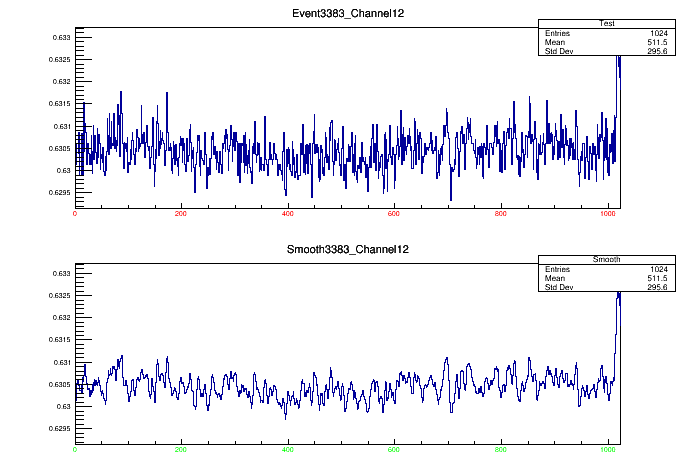 Event3383_Channel12
Test
Entries 1024
Mean 511.5
Std Dev 295.6
0.633
0.6325
0.632
0.6315
0.631
0.6305
0.63
0.6295
0 200 400 600 800 1000
Smooth3383_Channel12
Smooth
Entries 1024
Mean 511.5
Std Dev 295.6
0.633
0.6325
0.632
0.6315
0.631
0.6305
0.63
0.6295
0 200 400 600 800 1000